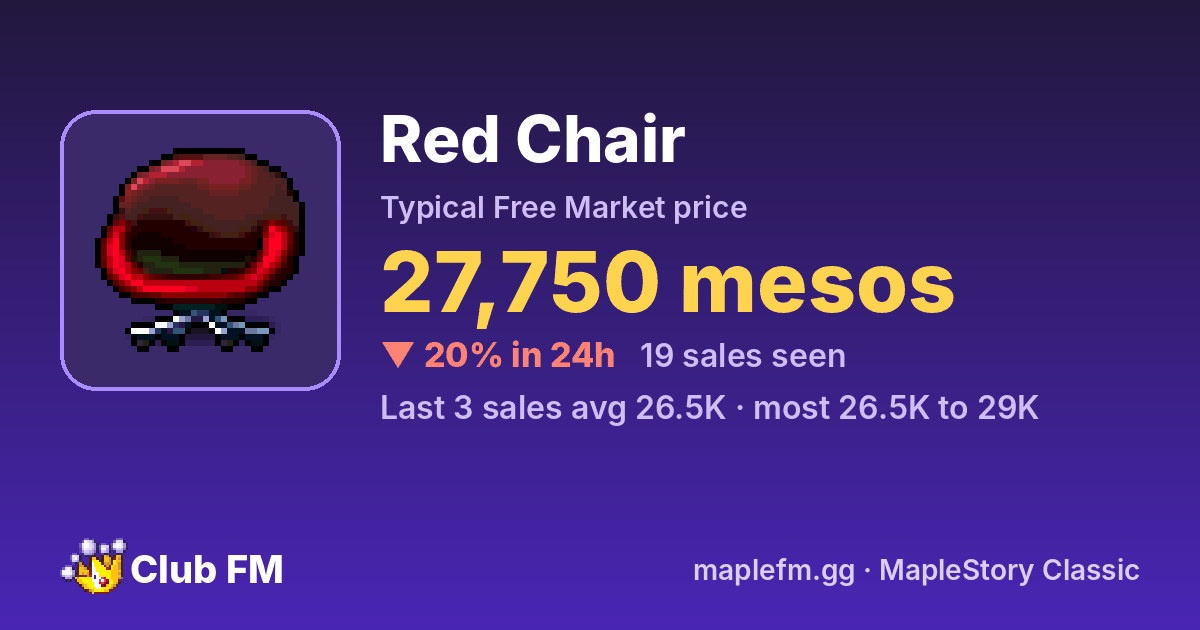 Red Chair
Typical Free Market price
27,750 mesos
▼ 20% in 24h 19 sales seen
Last 3 sales avg 26.5K · most 26.5K to 29K
Club FM
maplefm.gg · MapleStory Classic